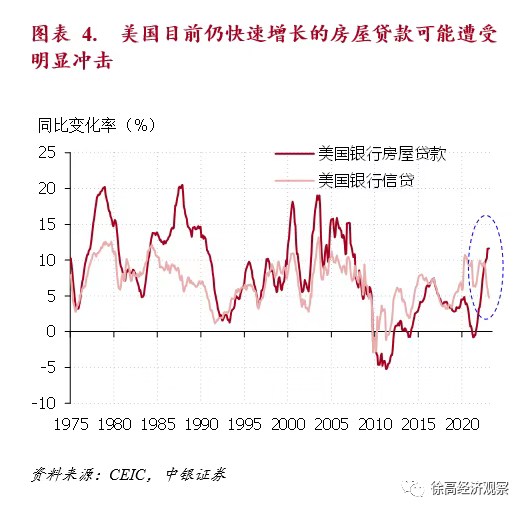 图表 4. 美国目前仍快速增长的房屋贷款可能遭受
明显冲击
同比变化率（%）
25
美国银行房屋贷款
20
美国银行信贷
15
10
5
0
-5
-10
1975 1980 1985 1990 1995 2000 2005 2010 2015 2020
资料来源：CEIC，中银证券
徐高经济观察